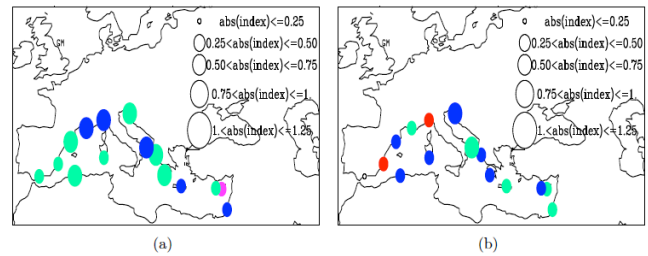 abs(index)<=0.25
0.25<abs(index)<=0.50
0.50<abs(index)<=0.75
0.75<abs(index)<=1.
1.<abs(index)<=1.25
GM
(a)
abs(index)<=0.25
0.25<abs(index)<=0.50
0.50<abs(index)<=0.75
0.75<abs(index)<=1.
1.<abs(index)<=1.25
GM
(b)